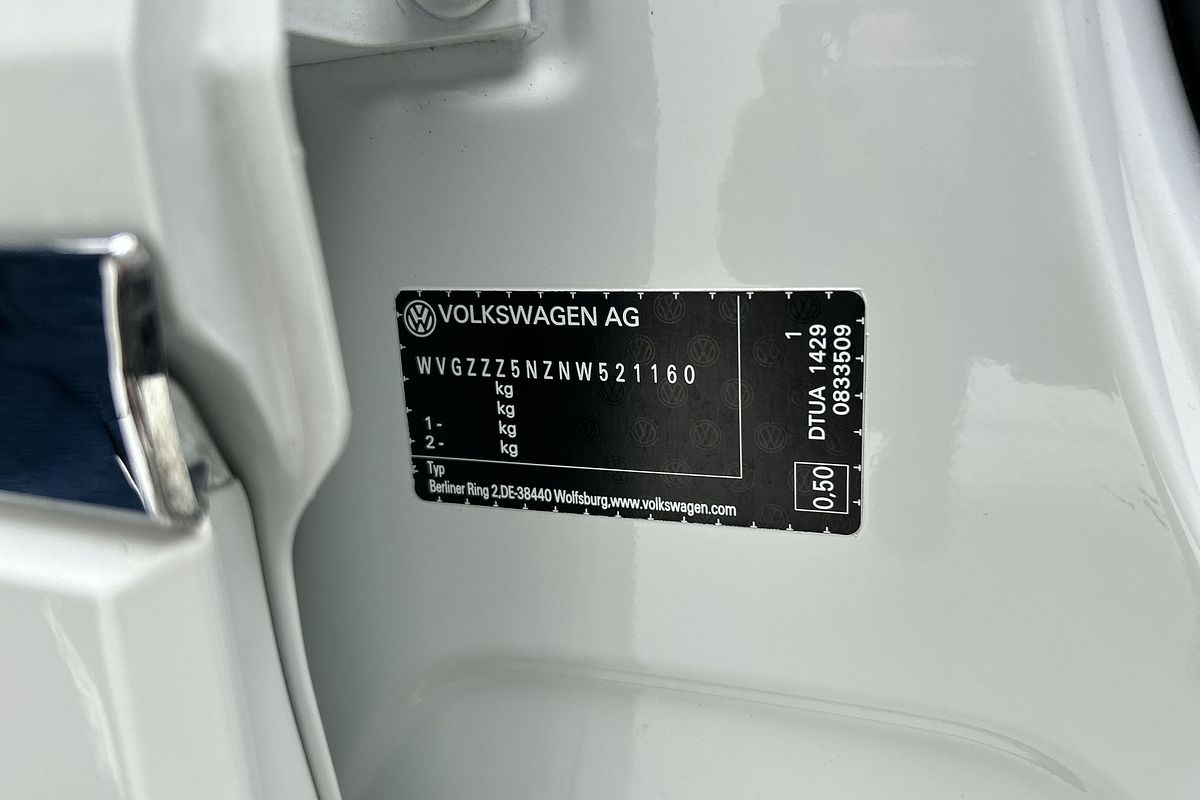 VOLKSWAGEN AG
WVGZZZ5NZNW521160
kg
kg
1- kg
2- kg
Typ
Berliner Ring 2,DE-38440 Wolfsburg,www.volkswagen.com
1
DTUA 1429
0833509
0,50